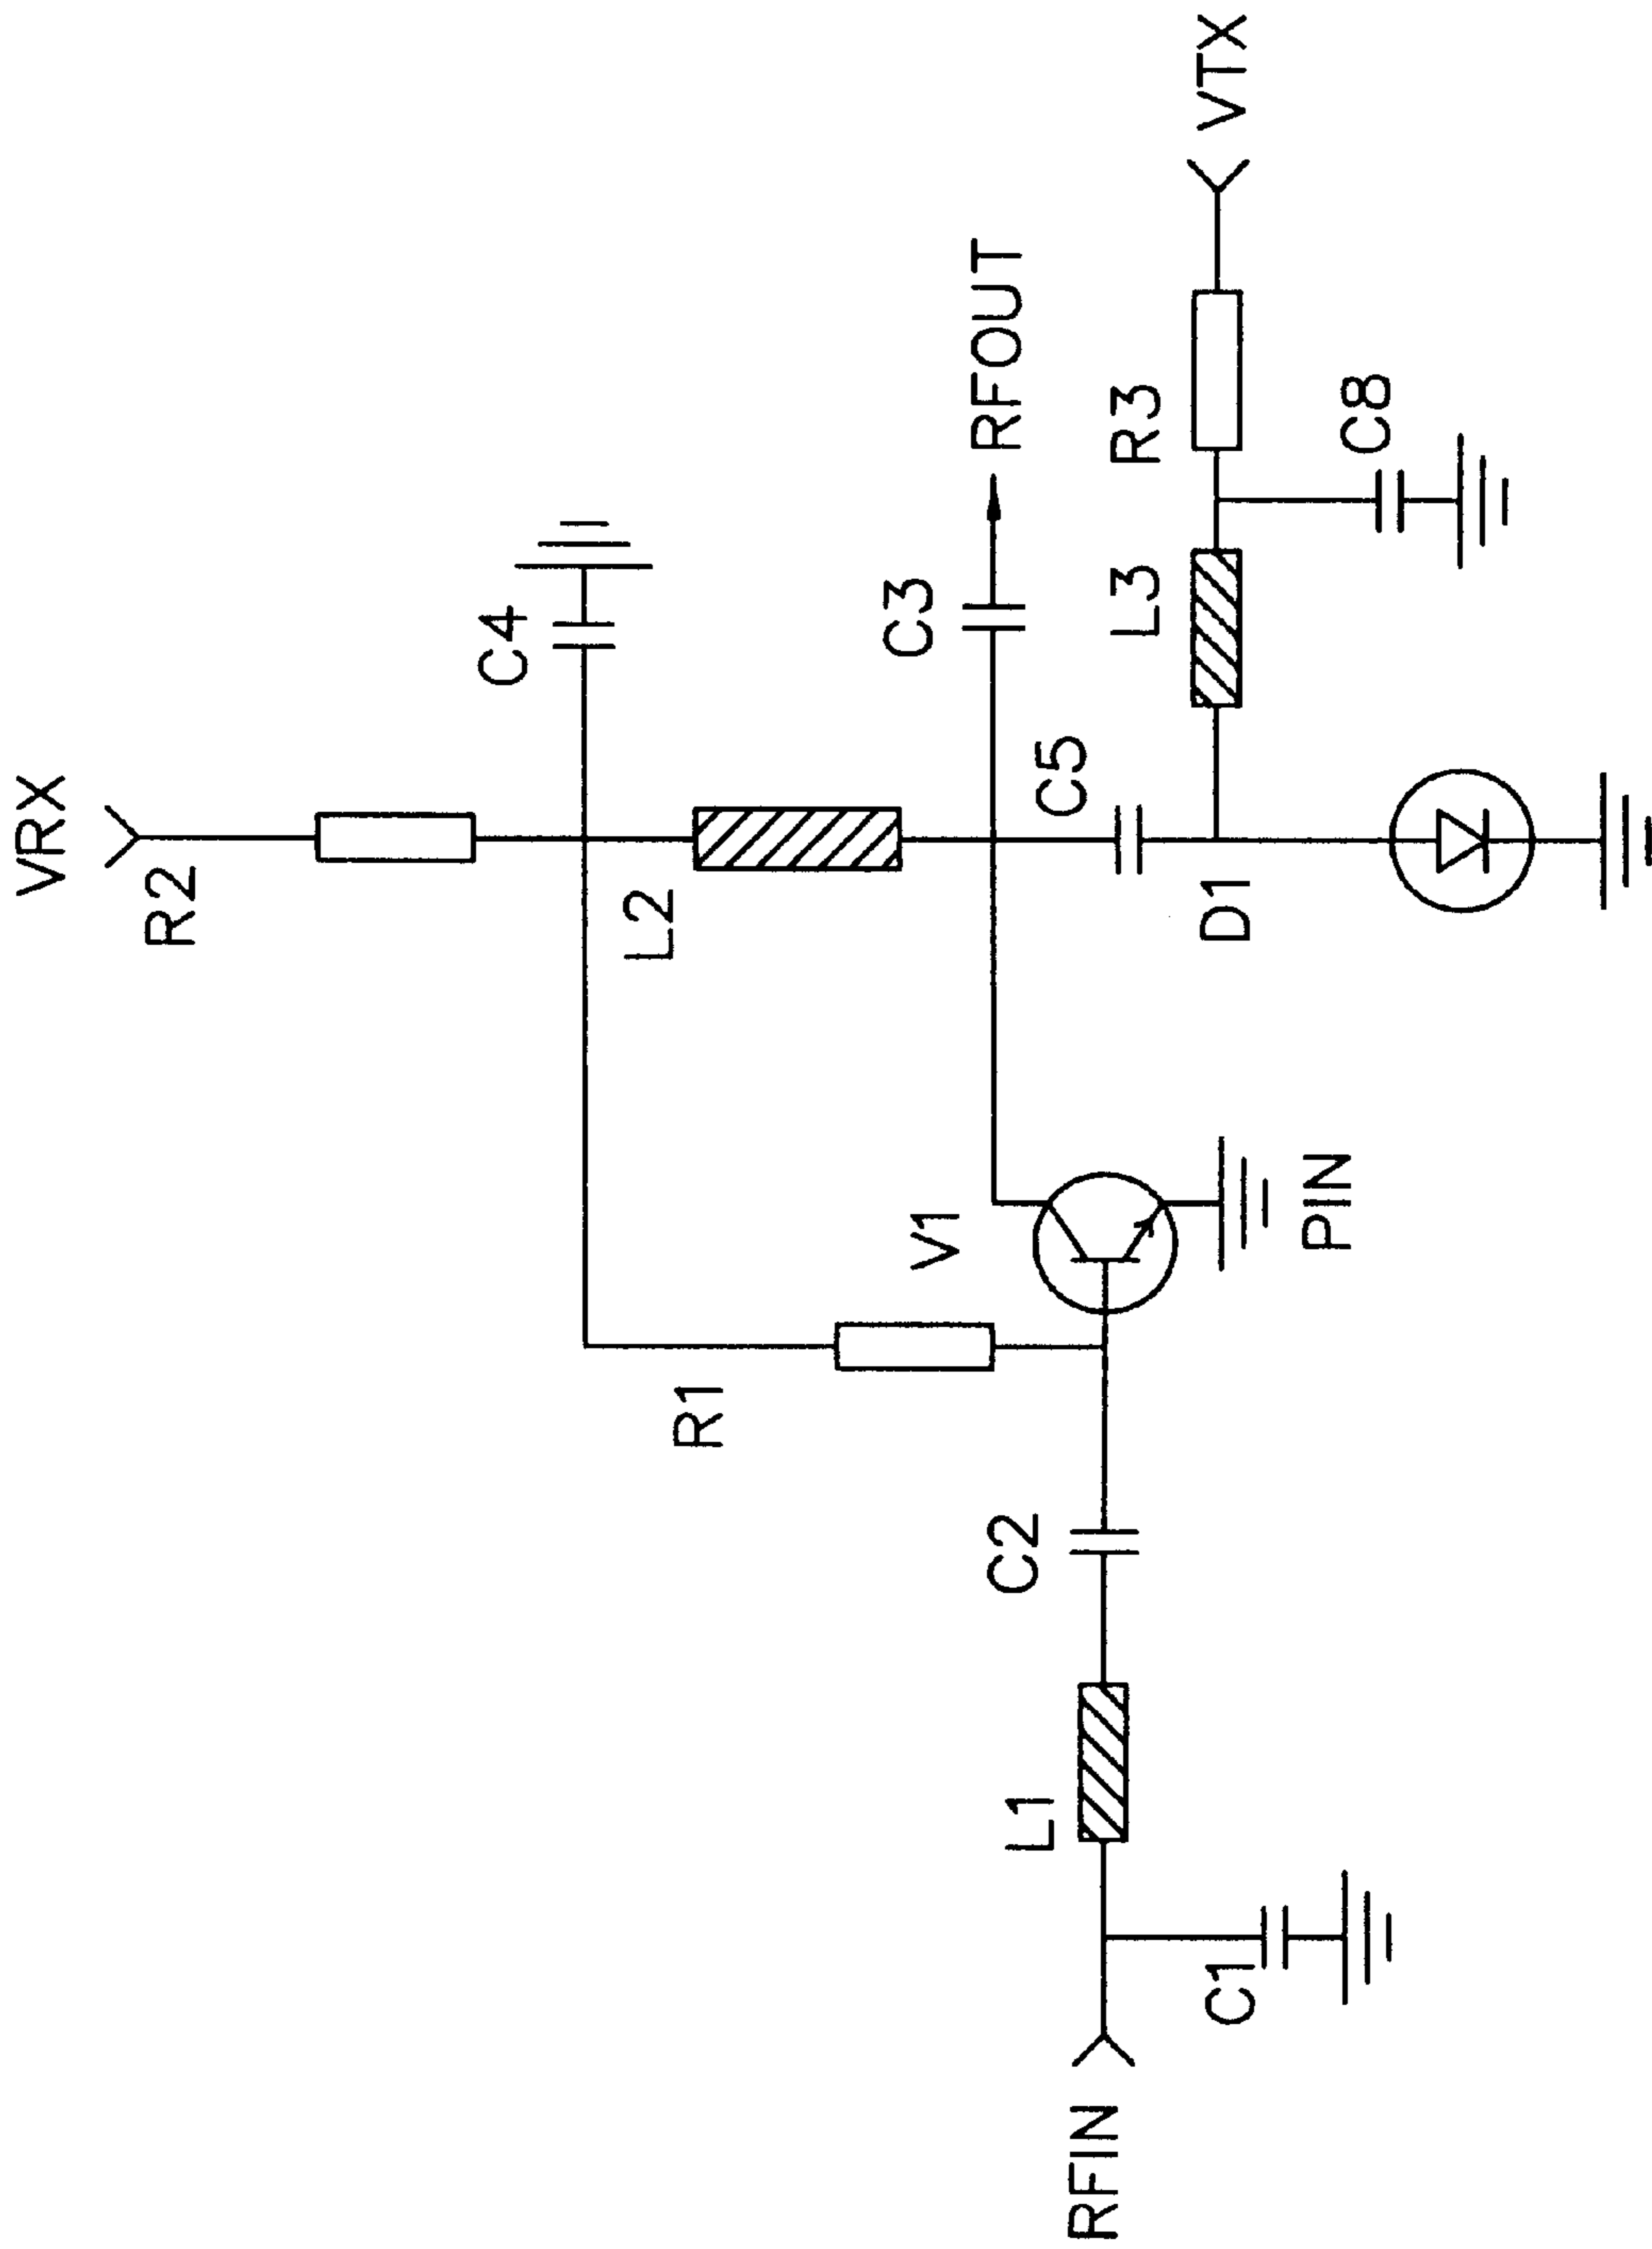 VRX
R2
C4
L2
R1
C3
RFOUT
VTX
V1
C5
L3
R3
C2
D1
C8
L1
PIN
C1
RFIN